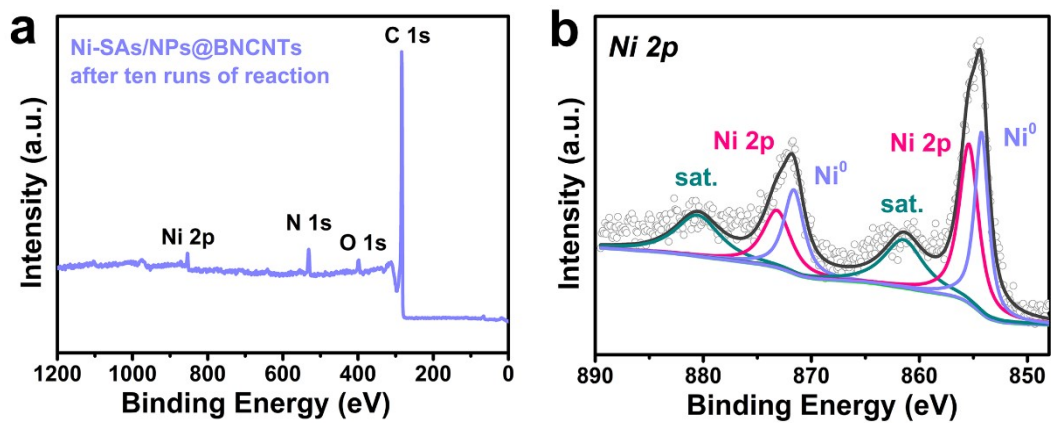 a
Ni-SAs/NPs@BNCNTs
after ten runs of reaction
C 1s
Ni 2p
N 1s
O 1s
Intensity (a.u.)
1200 1000 800 600 400 200 0
Binding Energy (eV)
b
Ni 2p
sat.
Ni 2p
Ni⁰
sat.
Ni 2p
Ni⁰
Intensity (a.u.)
890 880 870 860 850
Binding Energy (eV)